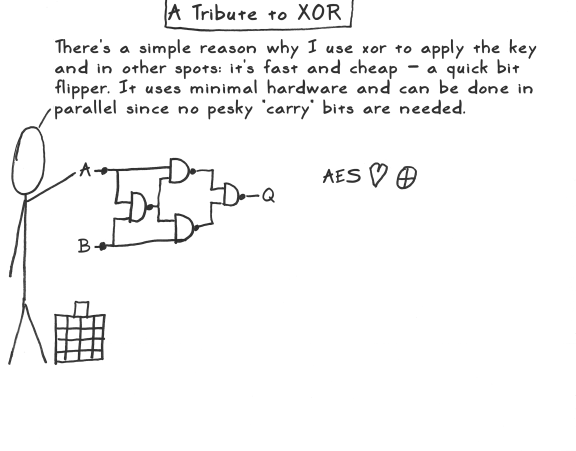 A Tribute to XOR
There's a simple reason why I use xor to apply the key
and in other spots: it's fast and cheap – a quick bit
flipper. It uses minimal hardware and can be done in
parallel since no pesky "carry" bits are needed.
A
B
Q
AES ♡ ⊕